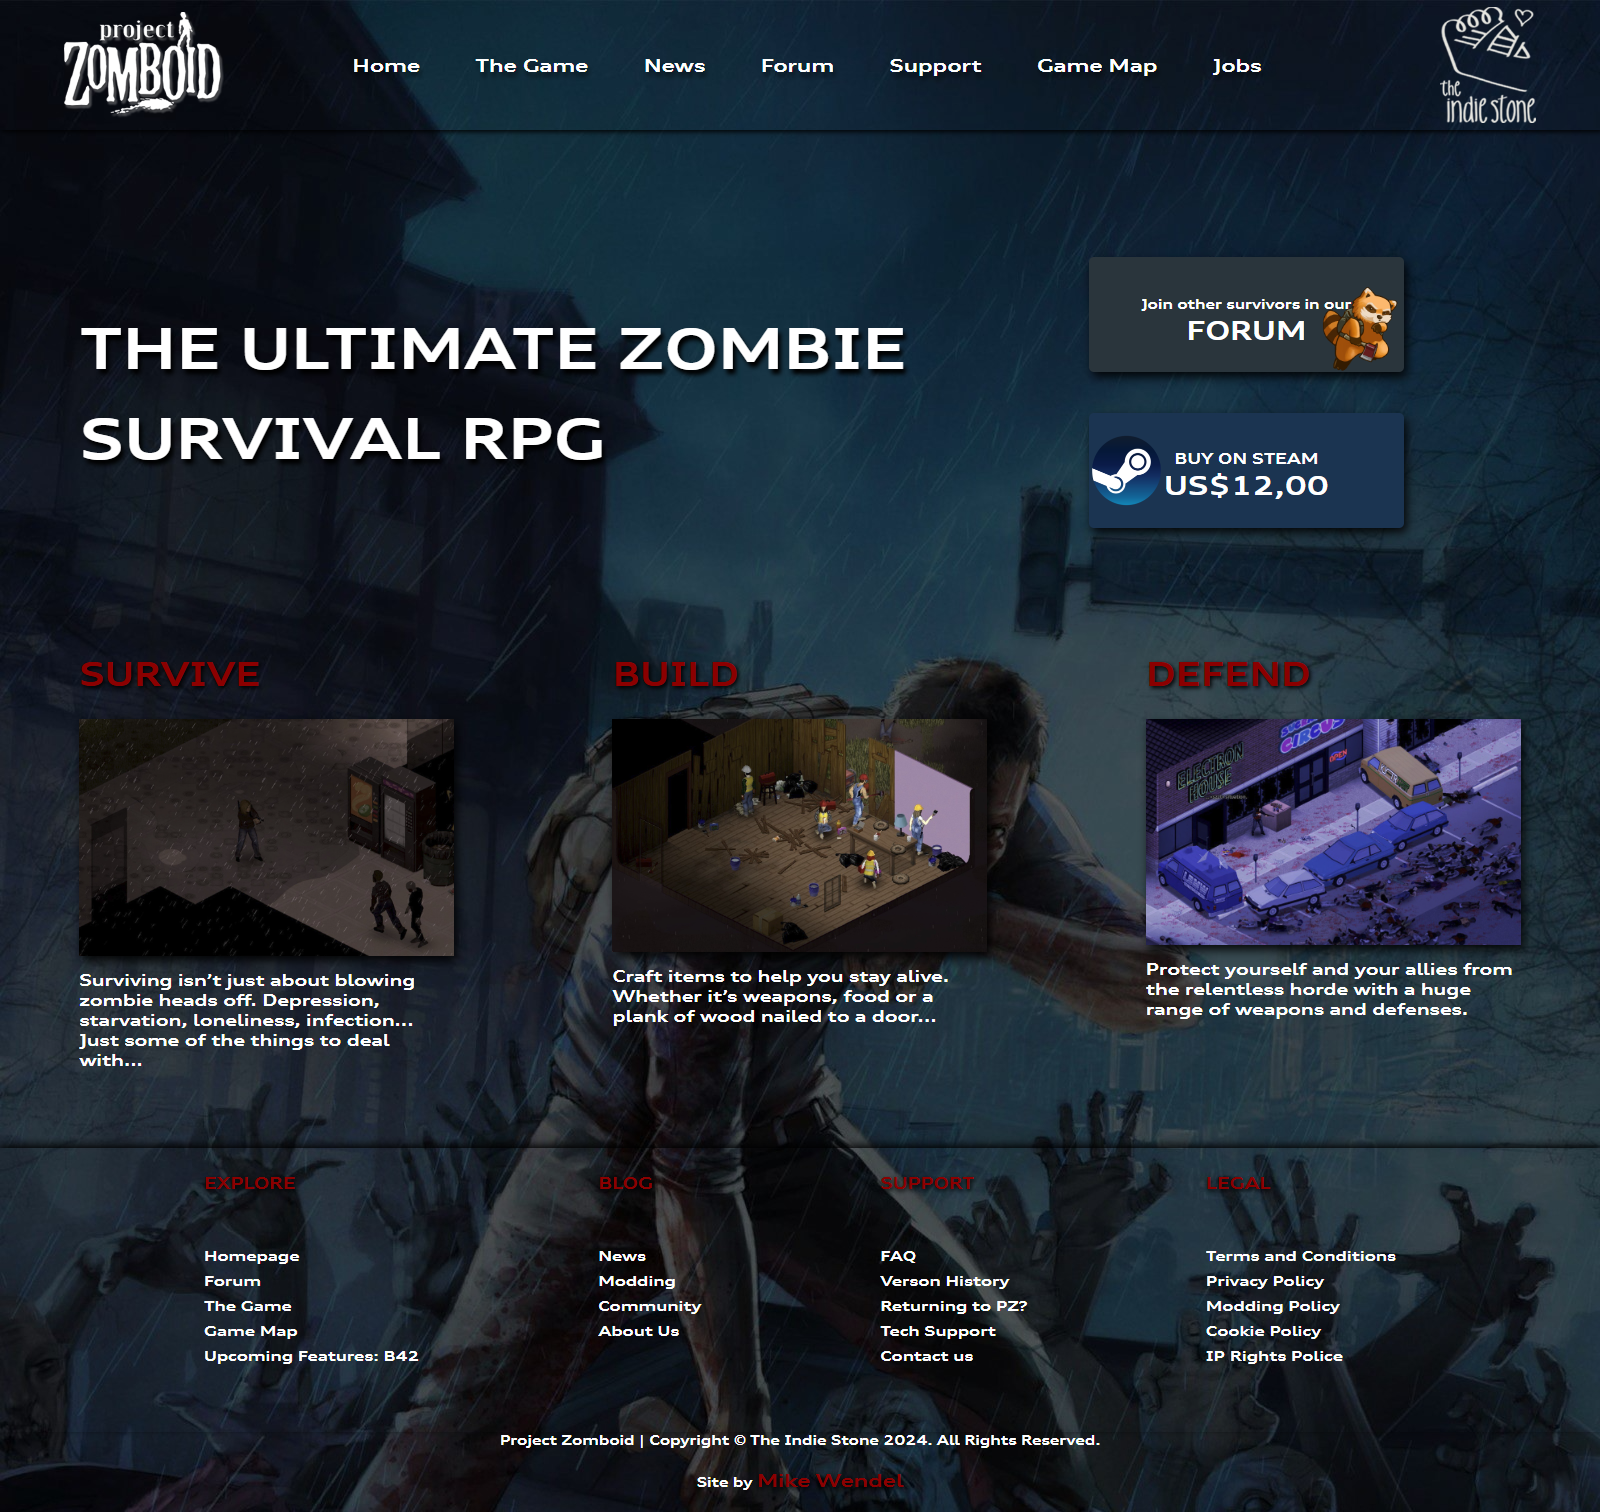 project
ZOMBOID
Home The Game News Forum Support Game Map Jobs
the
indie stone
THE ULTIMATE ZOMBIE
SURVIVAL RPG
Join other survivors in our
FORUM
BUY ON STEAM
US$12,00
SURVIVE
Surviving isn’t just about blowing
zombie heads off. Depression,
starvation, loneliness, infection...
Just some of the things to deal
with...
BUILD
Craft items to help you stay alive.
Whether it’s weapons, food or a
plank of wood nailed to a door...
DEFEND
CIRCUS
OPEN
ELECTRON
HOUSE
Protect yourself and your allies from
the relentless horde with a huge
range of weapons and defenses.
EXPLORE
Homepage
Forum
The Game
Game Map
Upcoming Features: B42
BLOG
News
Modding
Community
About Us
SUPPORT
FAQ
Verson History
Returning to PZ?
Tech Support
Contact us
LEGAL
Terms and Conditions
Privacy Policy
Modding Policy
Cookie Policy
IP Rights Police
Project Zomboid | Copyright © The Indie Stone 2024. All Rights Reserved.
Site by Mike Wendel